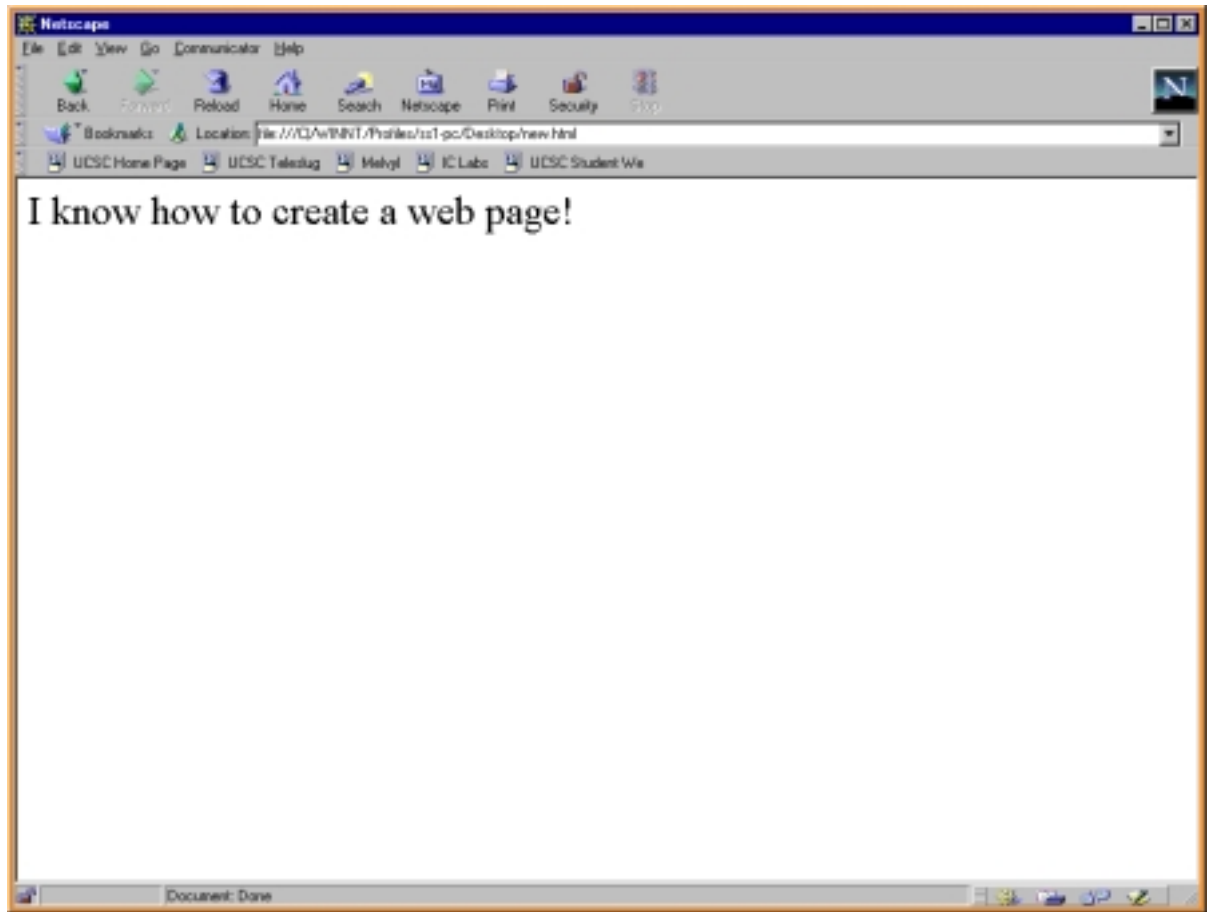 Netscape
File Edit View Go Communicator Help
Back Forward Reload Home Search Netscape Print Security Stop
N
Bookmarks Location: file:///C|/WINNT/Profiles/ss1-pc/Desktop/new.html
UCSC Home Page UCSC Teleslug Melvyl IC Labs UCSC Student We
I know how to create a web page!
Document: Done